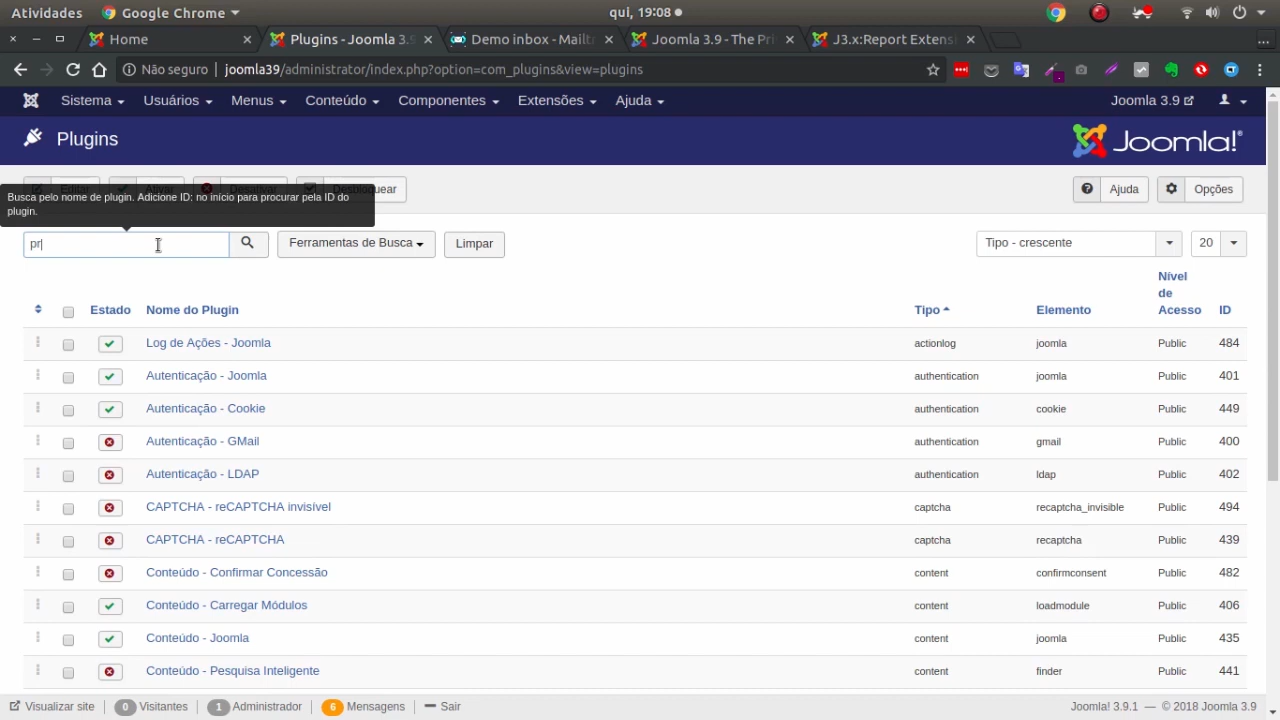 Atividades Google Chrome qui, 19:08
Home Plugins - Joomla 3.9 Demo inbox - Mailtr Joomla 3.9 - The Pri J3.x:Report Extens
Não seguro joomla39/administrator/index.php?option=com_plugins&view=plugins
Sistema Usuários Menus Conteúdo Componentes Extensões Ajuda Joomla 3.9
Plugins Joomla!
Editar Ativar Desativar Desbloquear Ajuda Opções
Busca pelo nome de plugin. Adicione ID: no início para procurar pela ID do
plugin.
pr Ferramentas de Busca Limpar Tipo - crescente 20
Estado Nome do Plugin Tipo Elemento Nível de Acesso ID
Log de Ações - Joomla actionlog joomla Public 484
Autenticação - Joomla authentication joomla Public 401
Autenticação - Cookie authentication cookie Public 449
Autenticação - GMail authentication gmail Public 400
Autenticação - LDAP authentication ldap Public 402
CAPTCHA - reCAPTCHA invisível captcha recaptcha_invisible Public 494
CAPTCHA - reCAPTCHA captcha recaptcha Public 439
Conteúdo - Confirmar Concessão content confirmconsent Public 482
Conteúdo - Carregar Módulos content loadmodule Public 406
Conteúdo - Joomla content joomla Public 435
Conteúdo - Pesquisa Inteligente content finder Public 441
Visualizar site 0 Visitantes 1 Administrador 6 Mensagens Sair Joomla! 3.9.1 — © 2018 Joomla 3.9